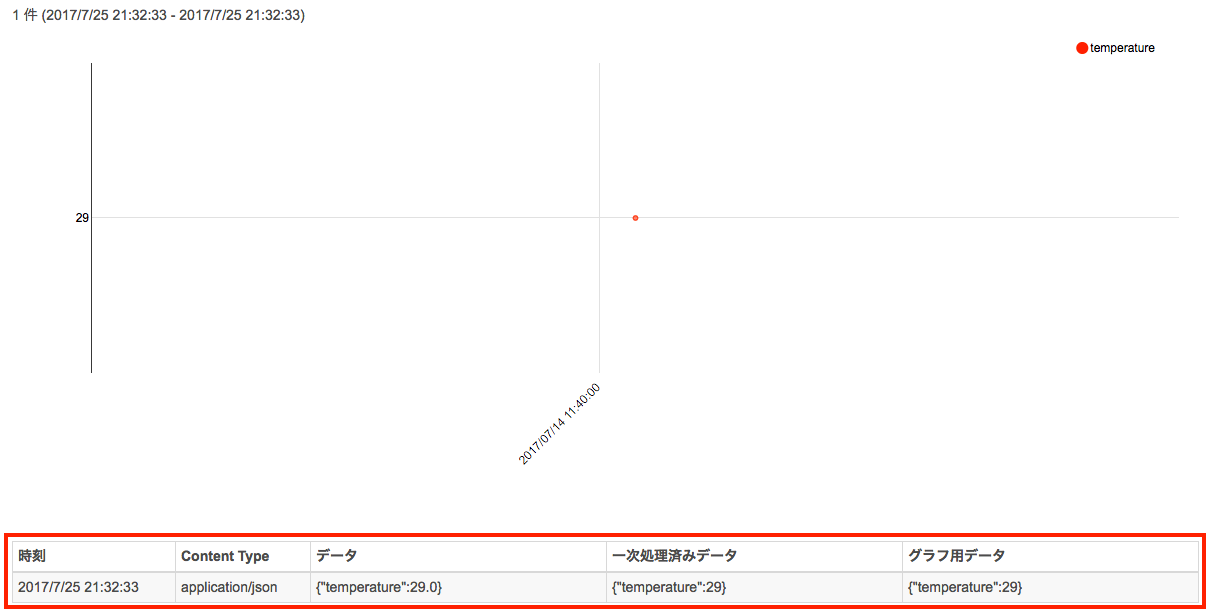 1 件 (2017/7/25 21:32:33 - 2017/7/25 21:32:33)
temperature
29
2017/07/14 11:40:00
時刻 Content Type データ 一次処理済みデータ グラフ用データ
2017/7/25 21:32:33 application/json {"temperature":29.0} {"temperature":29} {"temperature":29}